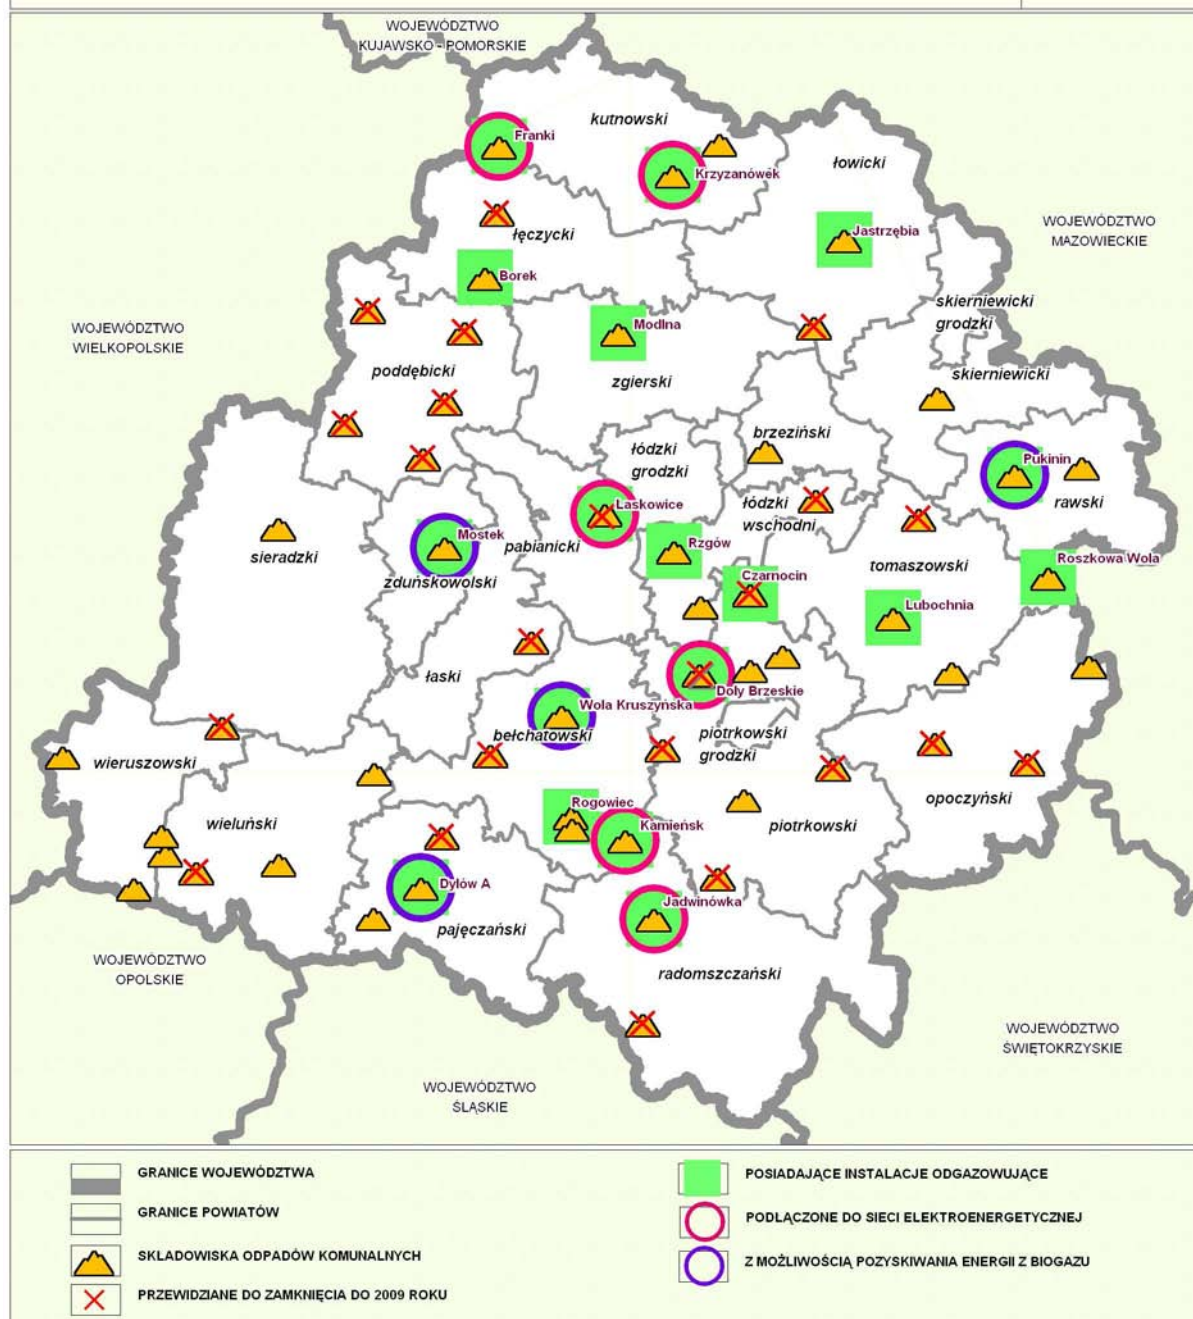 WOJEWÓDZTWO
KUJAWSKO - POMORSKIE
kutnowski
Franki
Krzyzanówek
łowicki
WOJEWÓDZTWO
MAZOWIECKIE
Jastrzębia
łęczycki
Borek
skierniewicki
grodzki
WOJEWÓDZTWO
WIELKOPOLSKIE
Modlna
poddębicki
zgierski
skierniewicki
brzeziński
łódzki
grodzki
Pukinin
rawski
Laskowice
łódzki
wschodni
Mostek
pabianicki
sieradzki
zduńskowolski
Rzgów
Czarnocin
tomaszowski
Roszkowa Wola
Lubochnia
łaski
Doly Brzeskie
Wola Kruszyńska
bełchatowski
piotrkowski
grodzki
wieruszowski
opoczyński
Rogowiec
wieluński
Kamieńsk
piotrkowski
Dylów A
Jadwinówka
pajęczański
WOJEWÓDZTWO
OPOLSKIE
radomszczański
WOJEWÓDZTWO
ŚWIĘTOKRZYSKIE
WOJEWÓDZTWO
ŚLĄSKIE
GRANICE WOJEWÓDZTWA
GRANICE POWIATÓW
SKŁADOWISKA ODPADÓW KOMUNALNYCH
PRZEWIDZIANE DO ZAMKNIĘCIA DO 2009 ROKU
POSIADAJĄCE INSTALACJE ODGAZOWUJĄCE
PODŁĄCZONE DO SIECI ELEKTROENERGETYCZNEJ
Z MOŻLIWOŚCIĄ POZYSKIWANIA ENERGII Z BIOGAZU